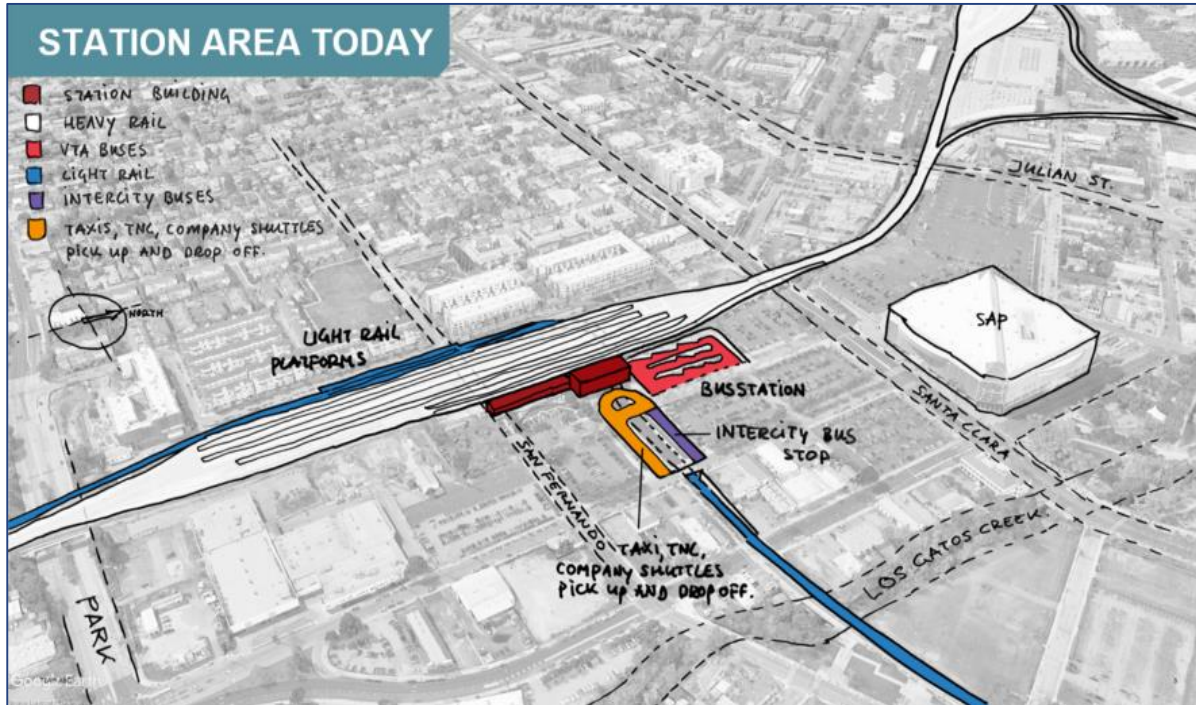 STATION AREA TODAY
STATION BUILDING
HEAVY RAIL
VTA BUSES
LIGHT RAIL
INTERCITY BUSES
TAXIS, TNC, COMPANY SHUTTLES
PICK UP AND DROP OFF.
NORTH
JULIAN ST.
LIGHT RAIL
PLATFORMS
SAP
BUSSTATION
SANTA CLARA
INTERCITY BUS
STOP
SAN FERNANDO
TAXI, TNC,
COMPANY SHUTTLES
PICK UP AND DROP OFF.
LOS GATOS CREEK
PARK
Google Earth